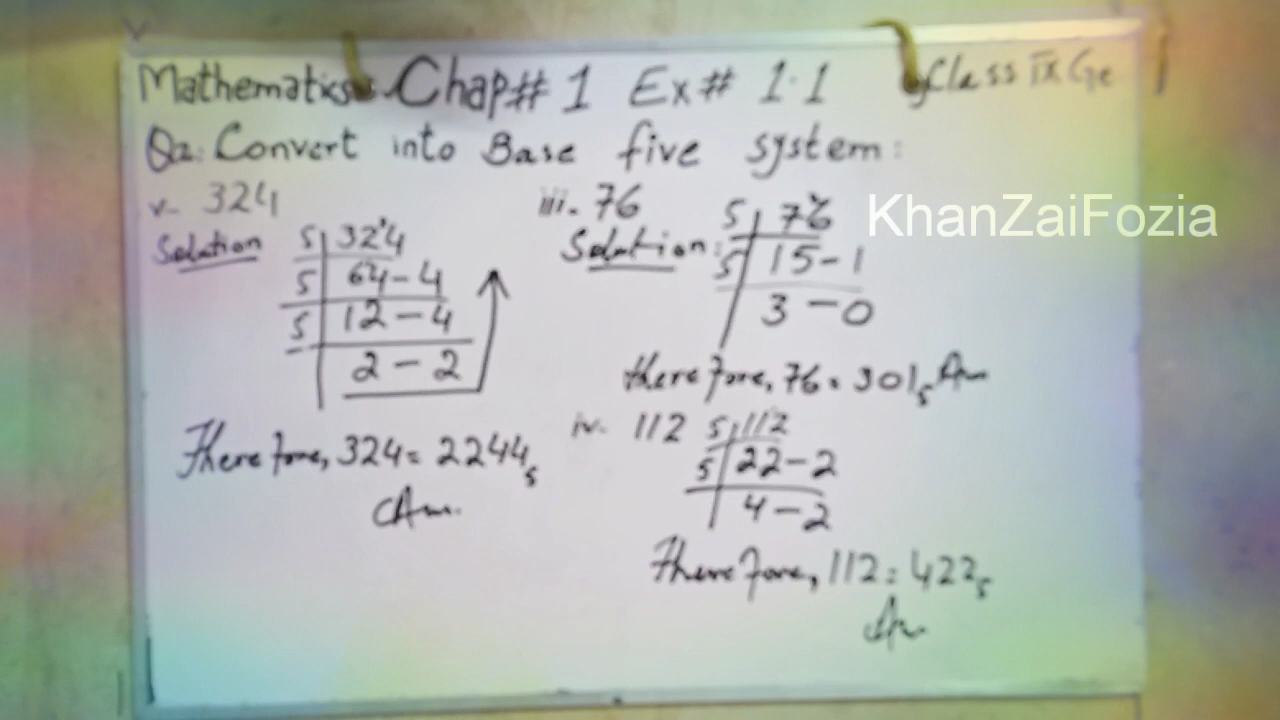 Mathematics Chap# 1 Ex# 1.1 Class IX Ge
Q2. Convert into Base five system:
v. 324
Solution
5 324
5 64 - 4
5 12 - 4
2 - 2
Therefore, 324 = 2244₅
Ans.
iii. 76
Solution:
5 76
5 15 - 1
3 - 0
therefore, 76 = 301₅ Ans
iv. 112
5 112
5 22 - 2
4 - 2
Therefore, 112 = 422₅
Ans
KhanZaiFozia